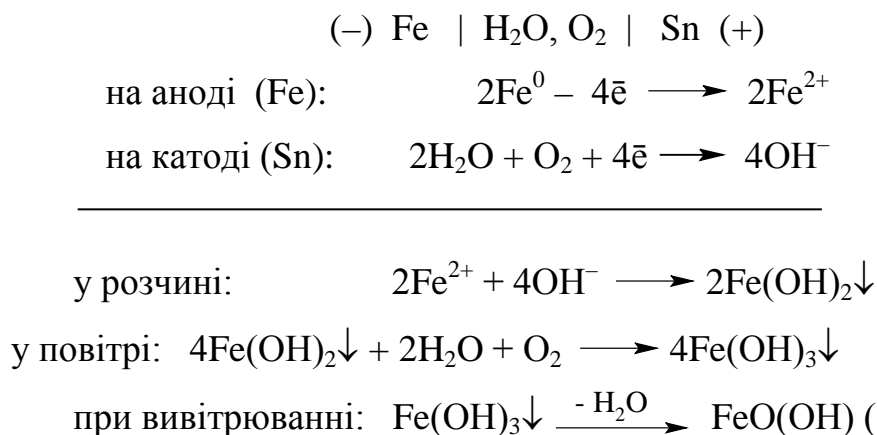 (–) Fe | H₂O, O₂ | Sn (+)
на аноді (Fe): 2Fe⁰ – 4ē ⟶ 2Fe²⁺
на катоді (Sn): 2H₂O + O₂ + 4ē ⟶ 4OH⁻
у розчині: 2Fe²⁺ + 4OH⁻ ⟶ 2Fe(OH)₂↓
у повітрі: 4Fe(OH)₂↓ + 2H₂O + O₂ ⟶ 4Fe(OH)₃↓
при вивітрюванні: Fe(OH)₃↓ - H₂O ⟶ FeO(OH) (